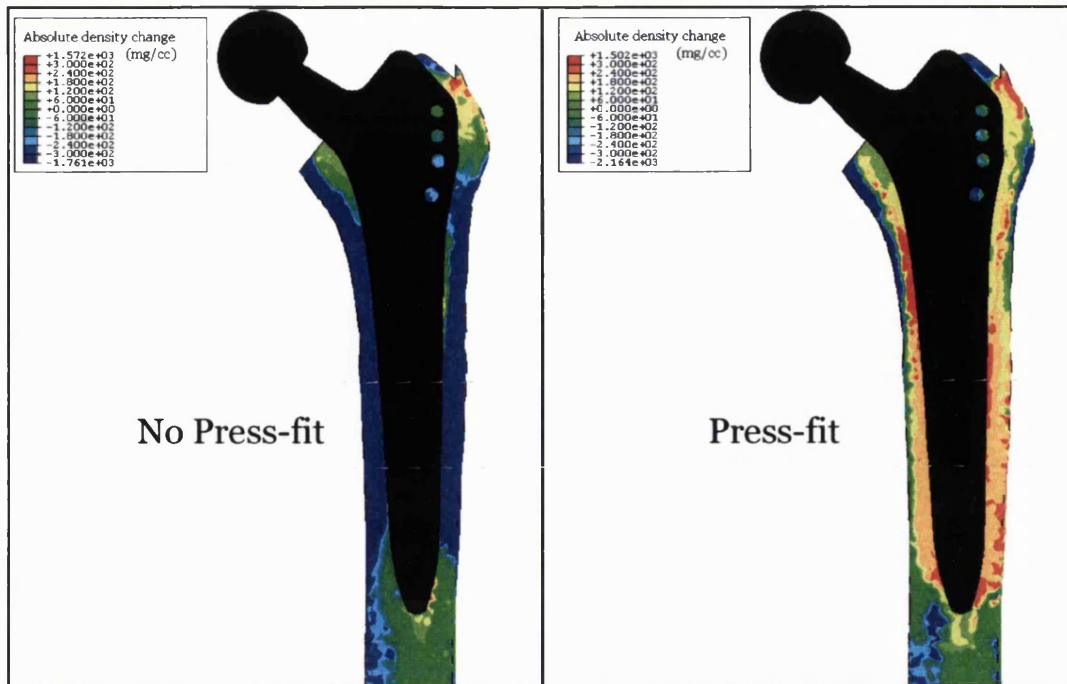 Absolute density change
(mg/cc)
+1.572e+03
+3.000e+02
+2.400e+02
+1.800e+02
+1.200e+02
+6.000e+01
+0.000e+00
-6.000e+01
-1.200e+02
-1.800e+02
-2.400e+02
-3.000e+02
-1.761e+03
No Press-fit
Absolute density change
(mg/cc)
+1.502e+03
+3.000e+02
+2.400e+02
+1.800e+02
+1.200e+02
+6.000e+01
+0.000e+00
-6.000e+01
-1.200e+02
-1.800e+02
-2.400e+02
-3.000e+02
-2.164e+03
Press-fit